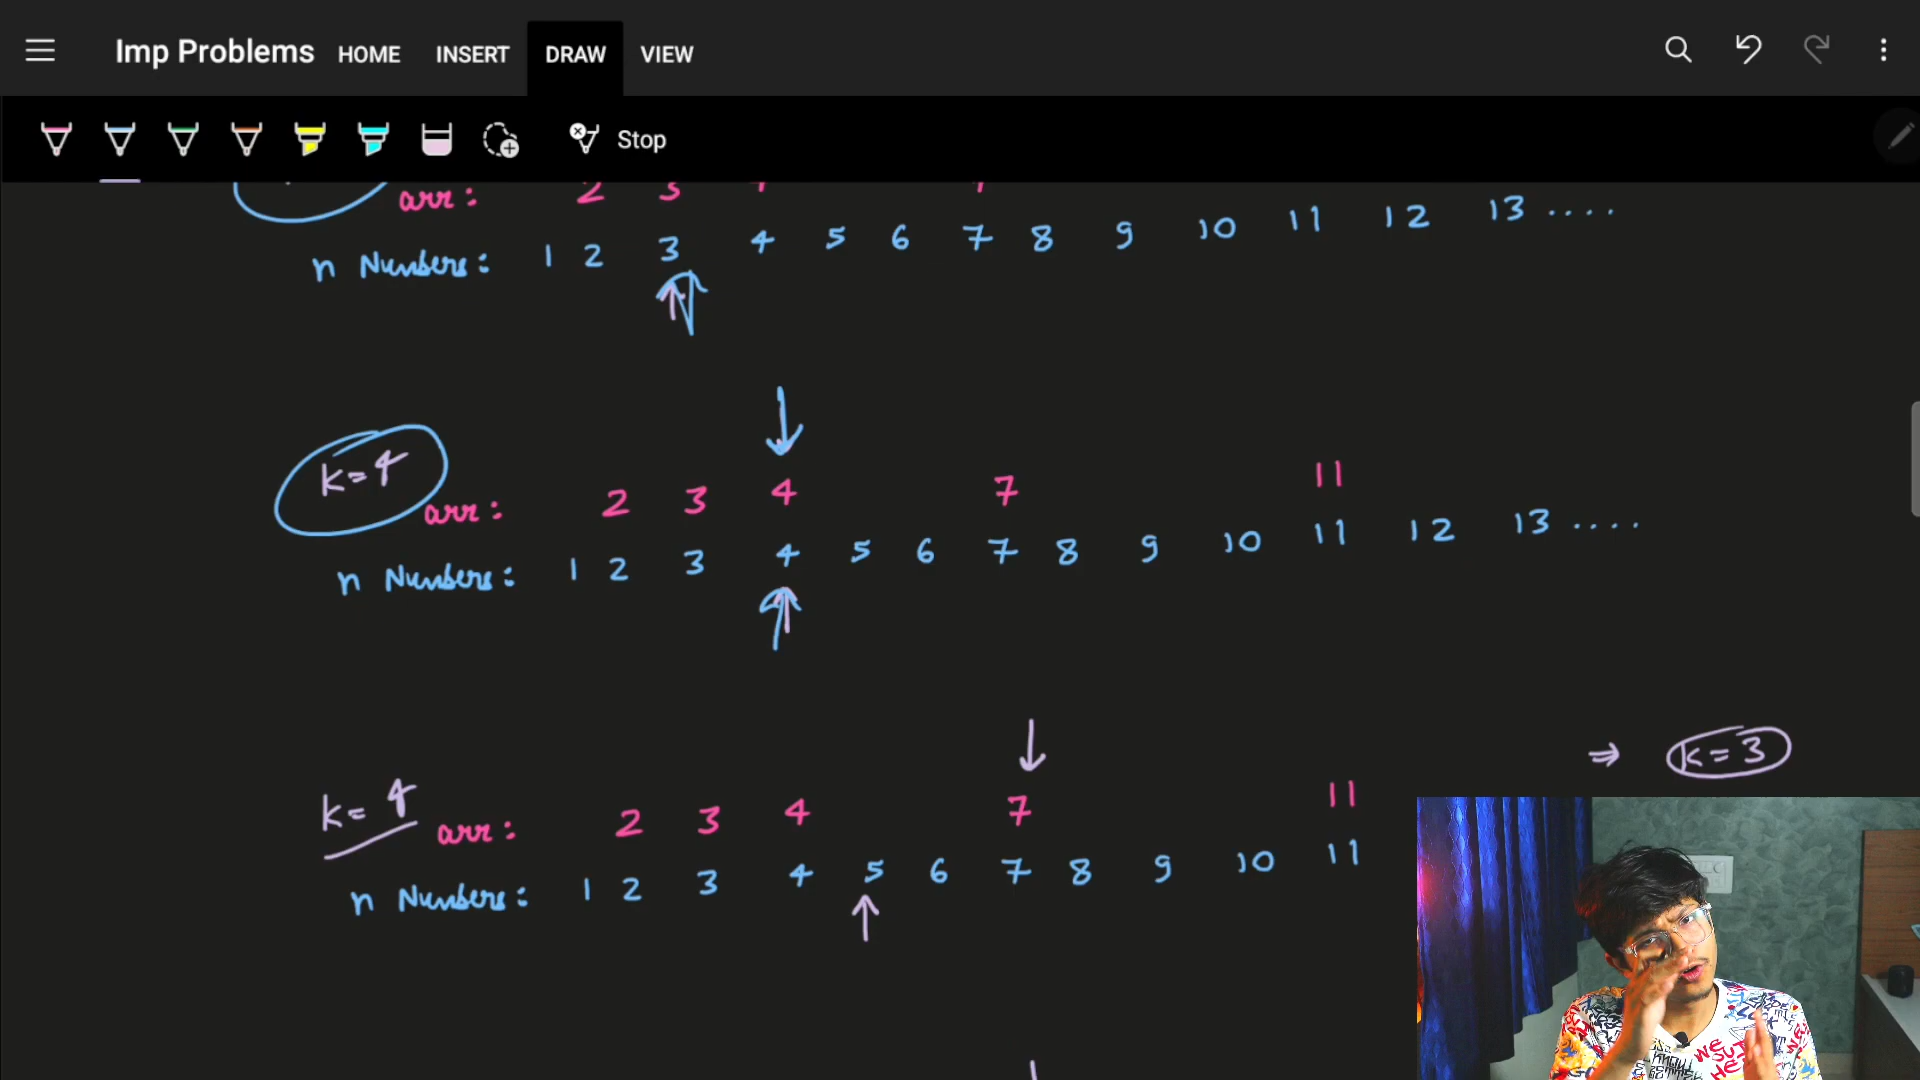 Imp Problems HOME INSERT DRAW VIEW
Stop
arr: 2 3
n Numbers: 1 2 3 4 5 6 7 8 9 10 11 12 13 ....
k=4
arr: 2 3 4 7 11
n Numbers: 1 2 3 4 5 6 7 8 9 10 11 12 13 ....
⇒ k=3
k=4
arr: 2 3 4 7 11
n Numbers: 1 2 3 4 5 6 7 8 9 10 11